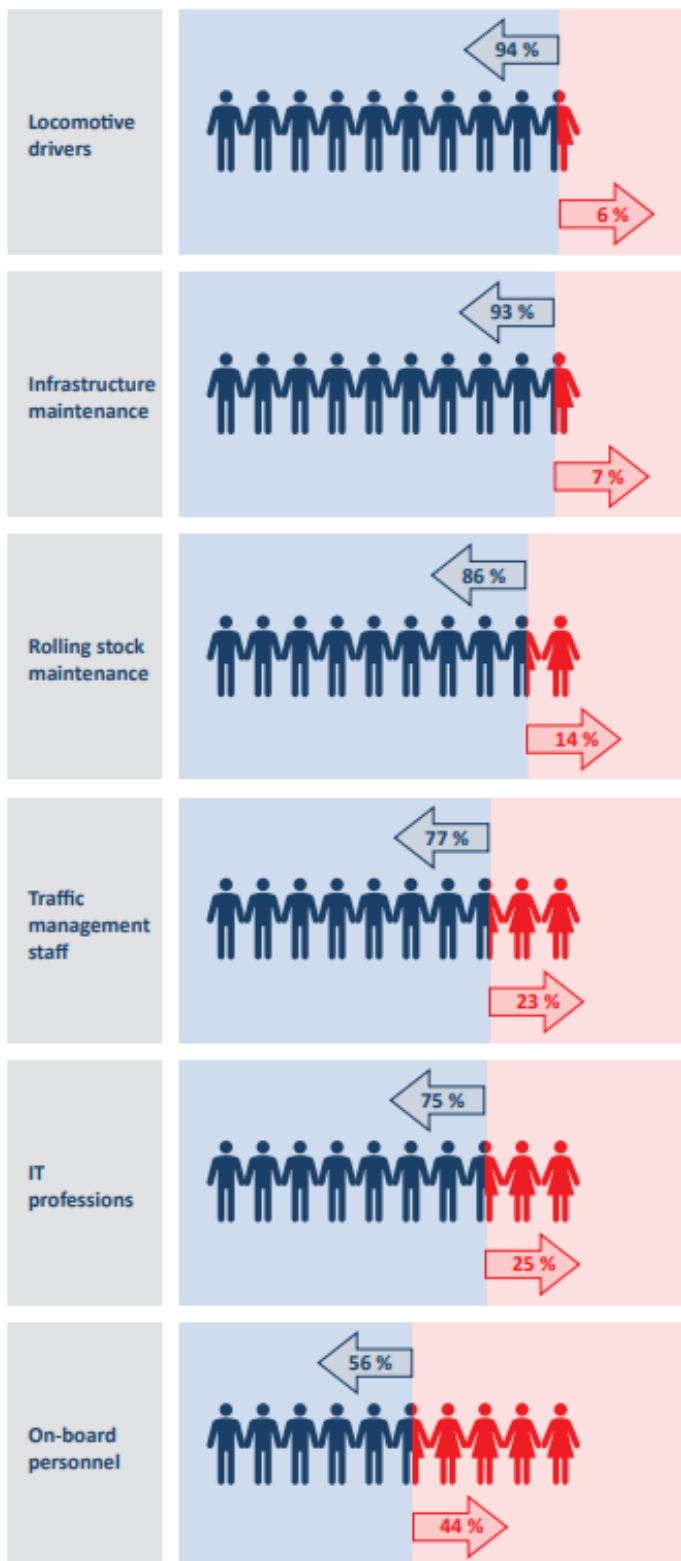 94 %
Locomotive
drivers
6 %
93 %
Infrastructure
maintenance
7 %
86 %
Rolling stock
maintenance
14 %
77 %
Traffic
management
staff
23 %
75 %
IT
professions
25 %
56 %
On-board
personnel
44 %